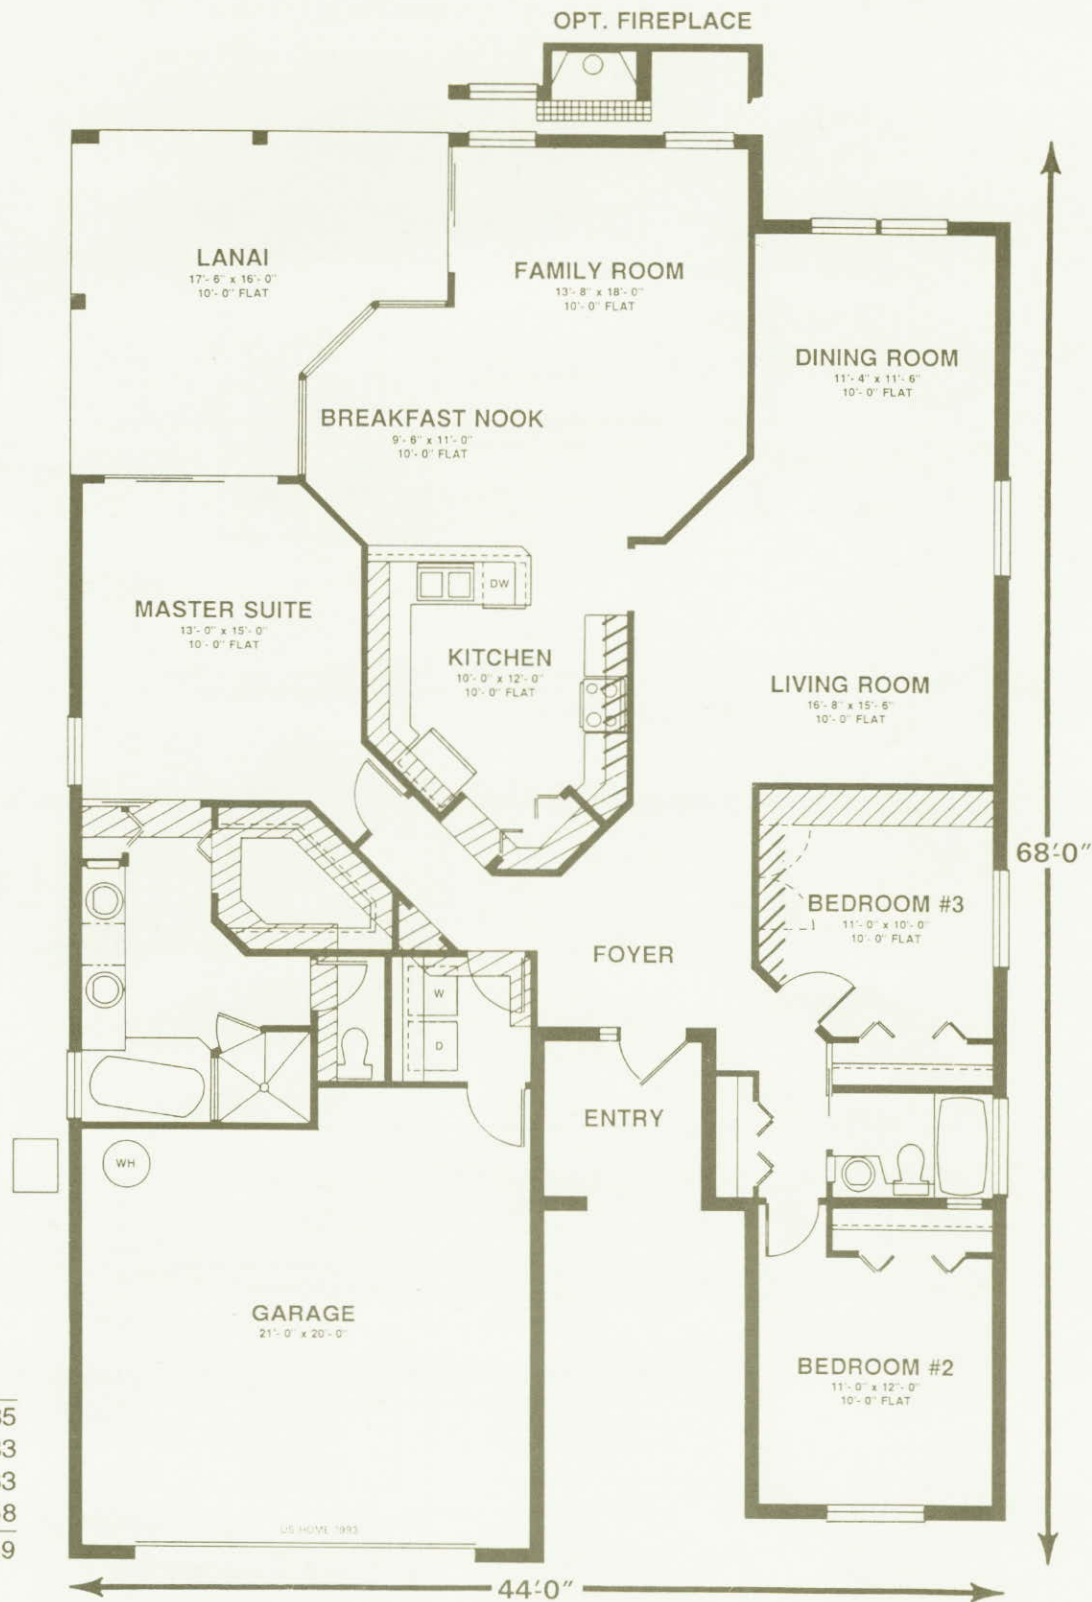 OPT. FIREPLACE
LANAI
17'- 6" x 16'- 0"
10'- 0" FLAT
FAMILY ROOM
13'- 8" x 18'- 0"
10'- 0" FLAT
DINING ROOM
11'- 4" x 11'- 6"
10'- 0" FLAT
BREAKFAST NOOK
9'- 6" x 11'- 0"
10'- 0" FLAT
DW
MASTER SUITE
13'- 0" x 15'- 0"
10'- 0" FLAT
KITCHEN
10'- 0" x 12'- 0"
10'- 0" FLAT
LIVING ROOM
16'- 8" x 15'- 6"
10'- 0" FLAT
68'-0"
BEDROOM #3
11'- 0" x 10'- 0"
10'- 0" FLAT
FOYER
W
D
ENTRY
WH
GARAGE
21'- 0" x 20'- 0"
BEDROOM #2
11'- 0" x 12'- 0"
10'- 0" FLAT
US HOME 1993
44'-0"